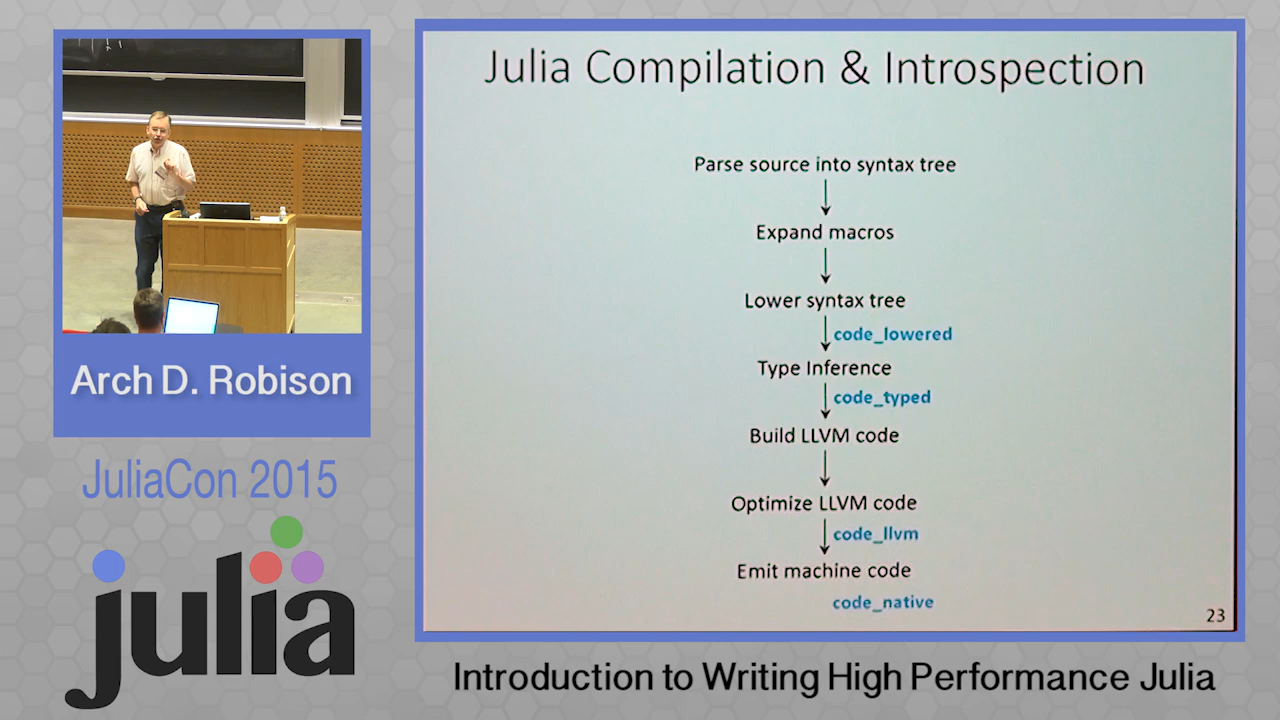 Julia Compilation & Introspection
Parse source into syntax tree
Expand macros
Lower syntax tree
code_lowered
Type Inference
code_typed
Build LLVM code
Optimize LLVM code
code_llvm
Emit machine code
code_native
23
Arch D. Robison
JuliaCon 2015
julia
Introduction to Writing High Performance Julia